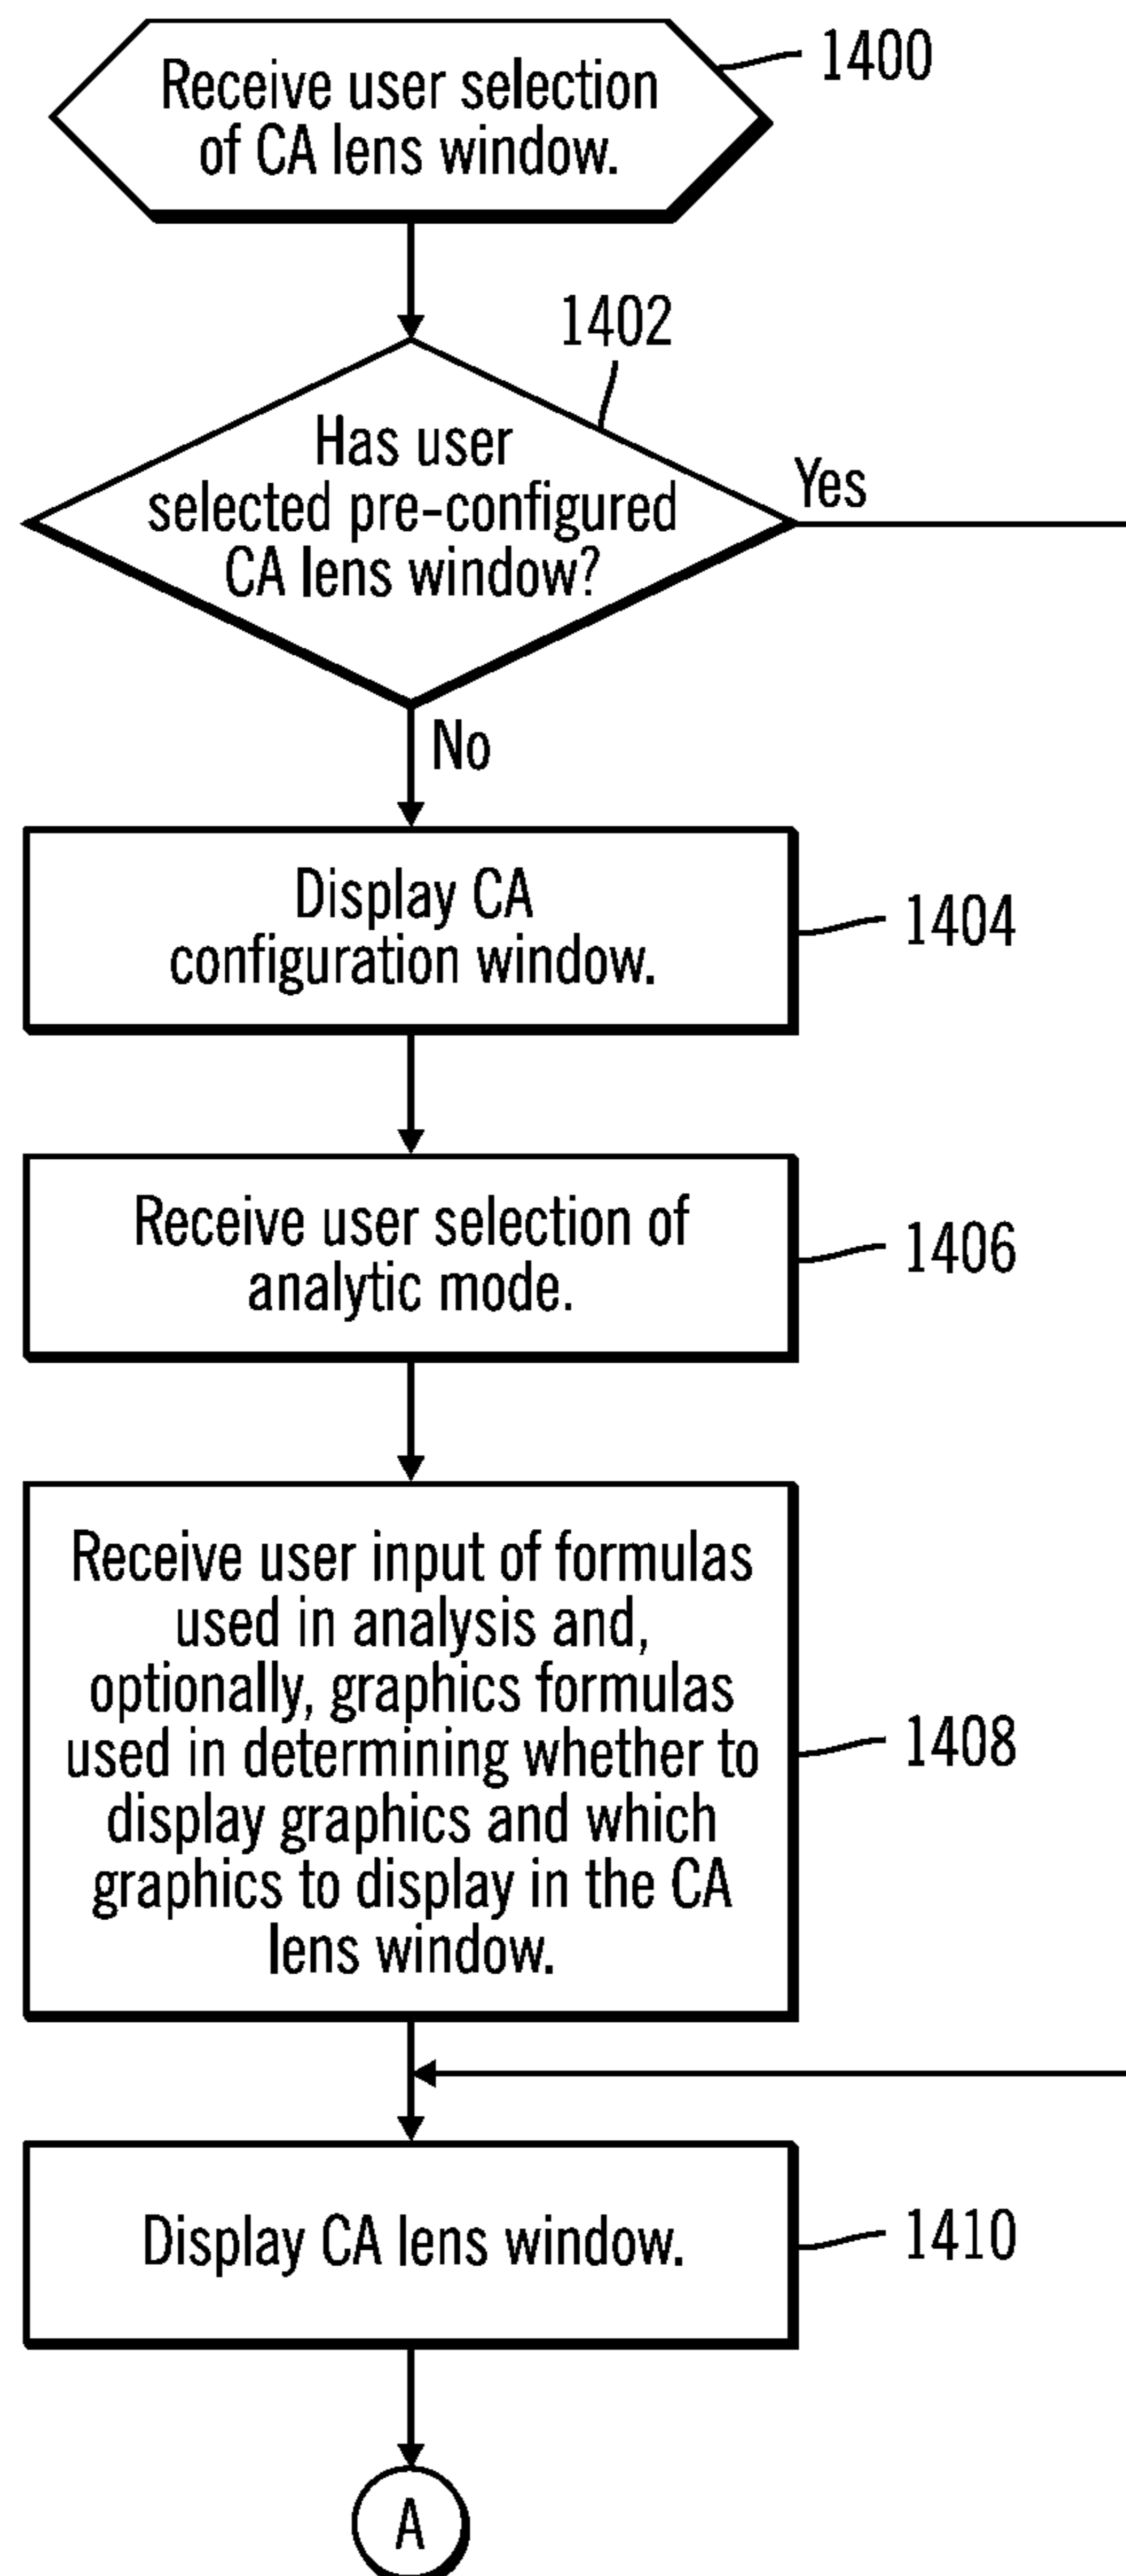 Receive user selection
of CA lens window.
1400
1402
Has user
selected pre-configured
CA lens window?
Yes
No
Display CA
configuration window.
1404
Receive user selection of
analytic mode.
1406
Receive user input of formulas
used in analysis and,
optionally, graphics formulas
used in determining whether to
display graphics and which
graphics to display in the CA
lens window.
1408
Display CA lens window.
1410
A